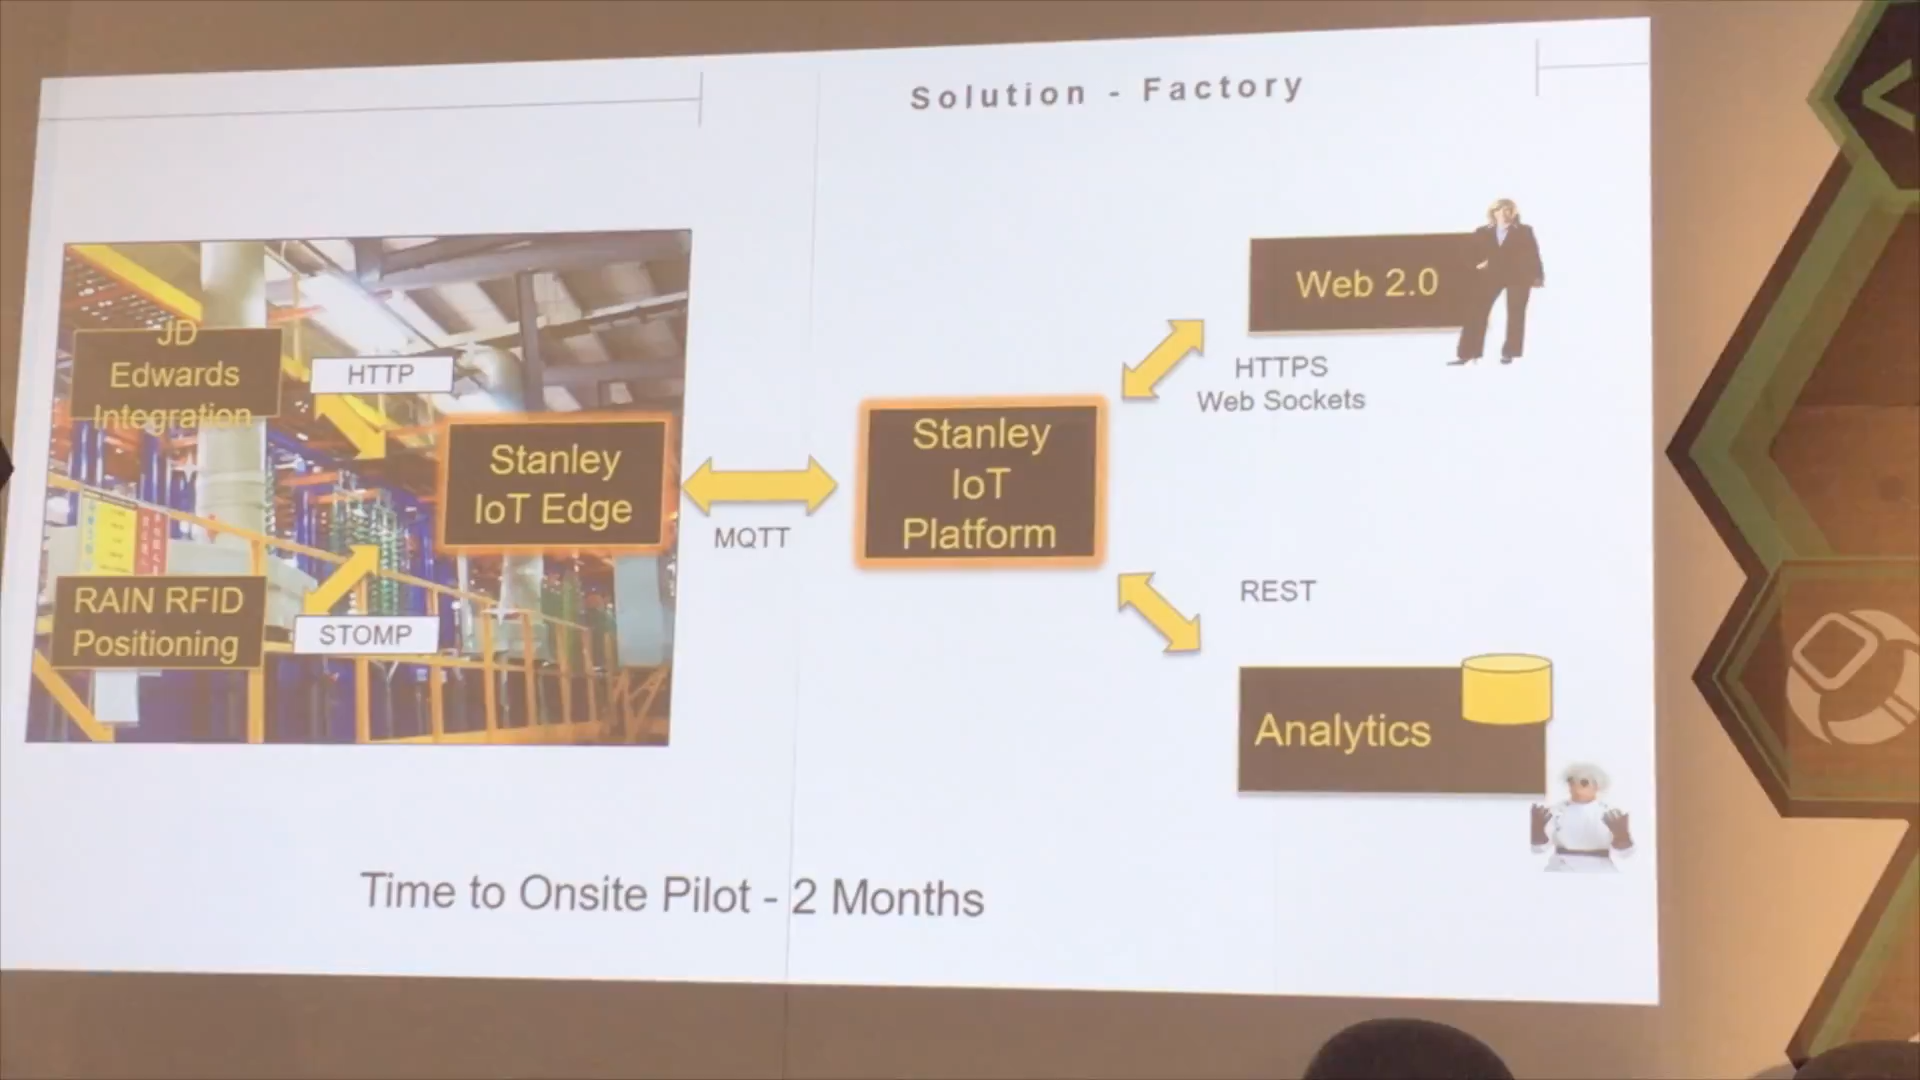 Solution - Factory
JD
Edwards
Integration
HTTP
Stanley
IoT Edge
RAIN RFID
Positioning
STOMP
MQTT
Stanley
IoT
Platform
Web 2.0
HTTPS
Web Sockets
REST
Analytics
Time to Onsite Pilot - 2 Months